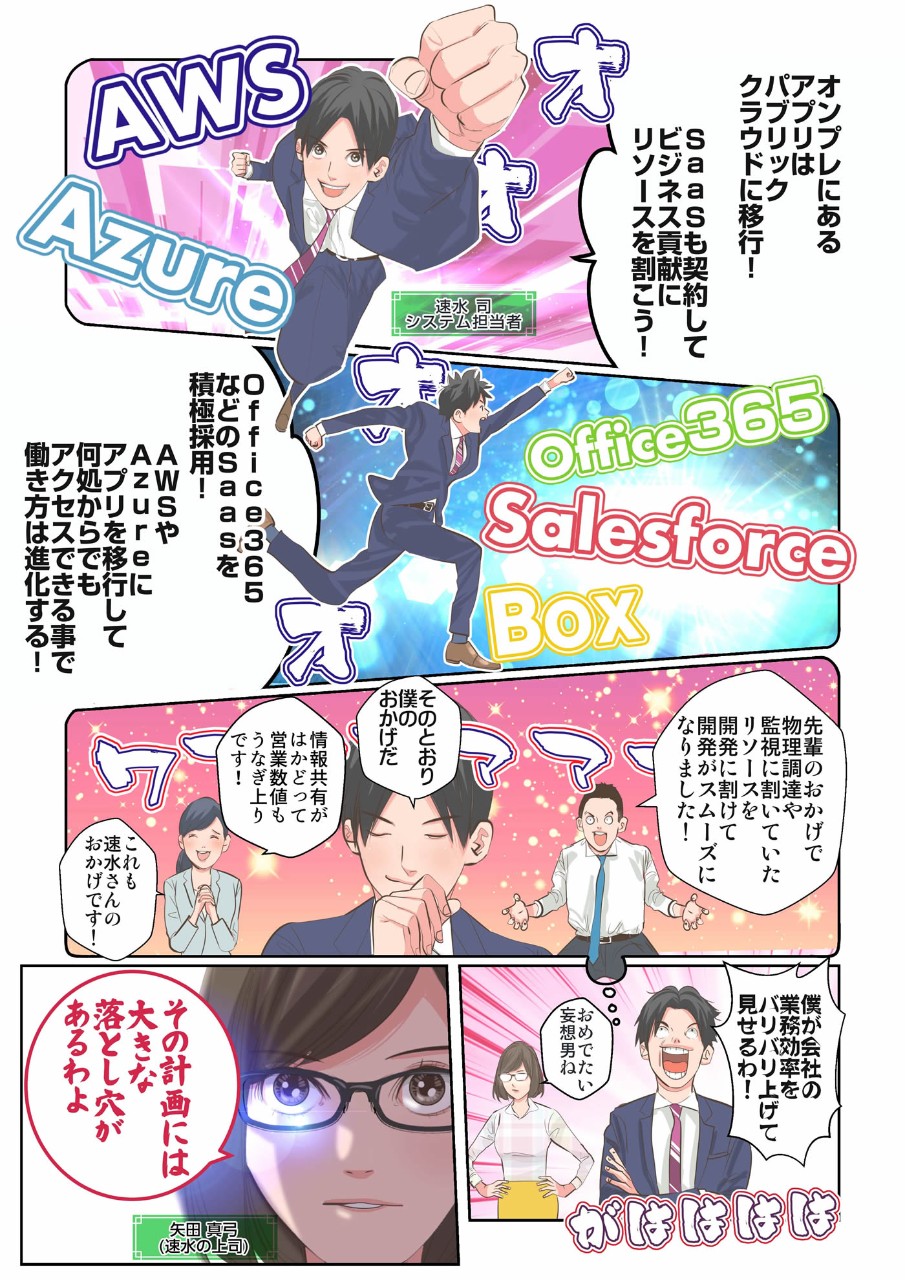 オンプレにある
アプリは
パブリック
クラウドに移行！
ＳａａＳも契約して
ビジネス貢献に
リソースを割こう！
オ
オ
AWS
Azure
速水 司
システム担当者
オ
オ
Office365
Salesforce
Box
Ｏｆｆｉｃｅ３６５
などのＳａａｓを
積極採用！
ＡＷＳや
Ａｚｕｒｅに
アプリを移行して
何処からでも
アクセスできる事で
働き方は進化する！
先輩のおかげで
物理調達や
監視に割いていた
リソースを
開発に割けて
開発がスムーズに
なりました！
そのとおり
僕の
おかげだ
情報共有が
はかどって
営業数値も
うなぎ上り
です！
これも
速水さんの
おかげです！
僕が会社の
業務効率を
バリバリ上げて
見せるわ！
おめでたい
妄想男ね
がはははは
その計画には
大きな
落とし穴が
あるわよ
矢田 真弓
(速水の上司)